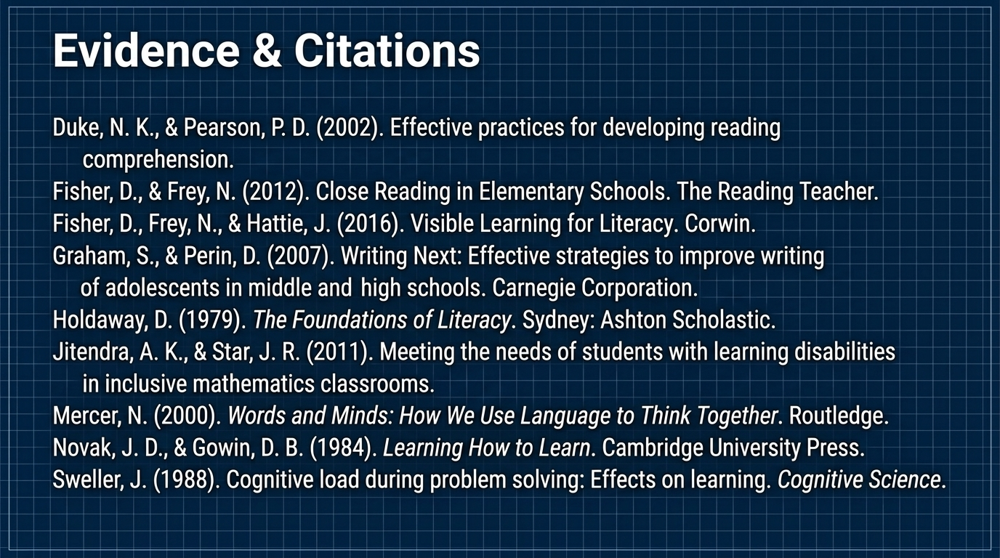 Evidence & Citations
Duke, N. K., & Pearson, P. D. (2002). Effective practices for developing reading
comprehension.
Fisher, D., & Frey, N. (2012). Close Reading in Elementary Schools. The Reading Teacher.
Fisher, D., Frey, N., & Hattie, J. (2016). Visible Learning for Literacy. Corwin.
Graham, S., & Perin, D. (2007). Writing Next: Effective strategies to improve writing
of adolescents in middle and high schools. Carnegie Corporation.
Holdaway, D. (1979). The Foundations of Literacy. Sydney: Ashton Scholastic.
Jitendra, A. K., & Star, J. R. (2011). Meeting the needs of students with learning disabilities
in inclusive mathematics classrooms.
Mercer, N. (2000). Words and Minds: How We Use Language to Think Together. Routledge.
Novak, J. D., & Gowin, D. B. (1984). Learning How to Learn. Cambridge University Press.
Sweller, J. (1988). Cognitive load during problem solving: Effects on learning. Cognitive Science.